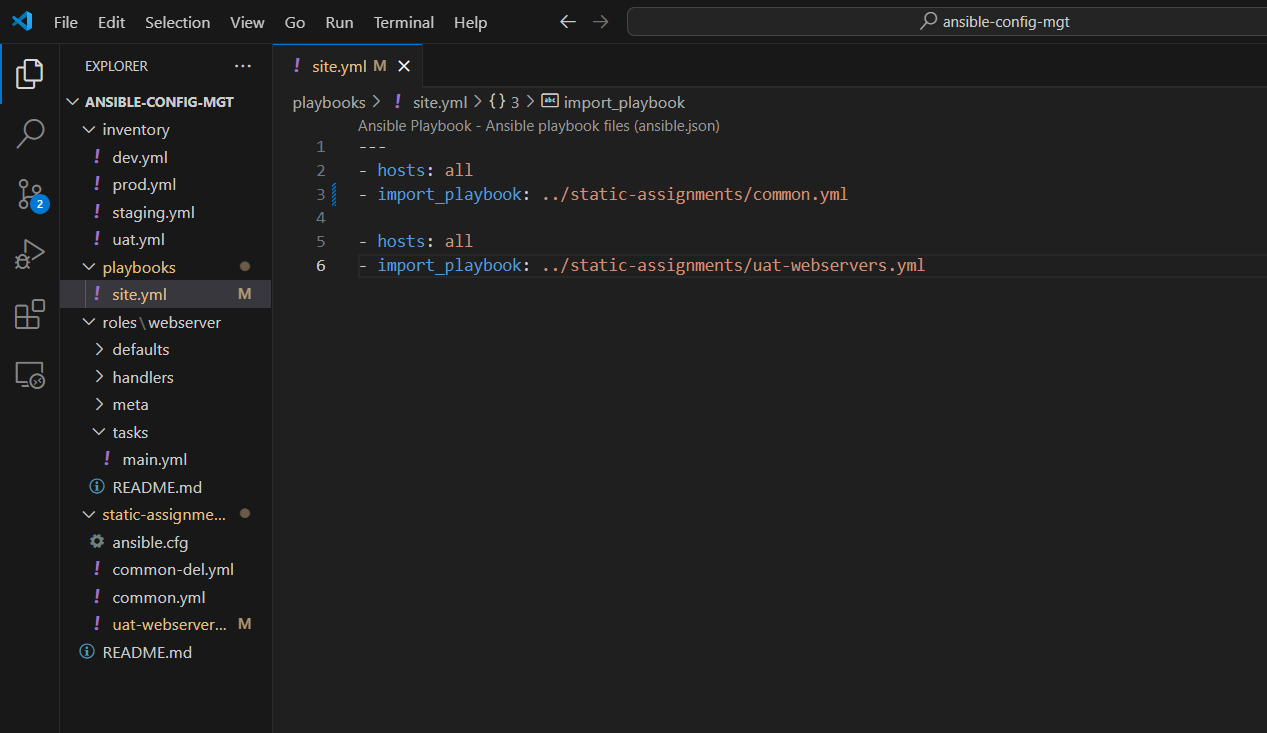 File Edit Selection View Go Run Terminal Help ansible-config-mgt
EXPLORER ...
ANSIBLE-CONFIG-MGT
inventory
! dev.yml
! prod.yml
! staging.yml
! uat.yml
playbooks
! site.yml M
roles\webserver
defaults
handlers
meta
tasks
! main.yml
README.md
static-assignme...
ansible.cfg
! common-del.yml
! common.yml
! uat-webserver... M
README.md
2
! site.yml M
playbooks > ! site.yml > {} 3 > abc import_playbook
Ansible Playbook - Ansible playbook files (ansible.json)
1 ---
2 - hosts: all
3 - import_playbook: ../static-assignments/common.yml
4
5 - hosts: all
6 - import_playbook: ../static-assignments/uat-webservers.yml